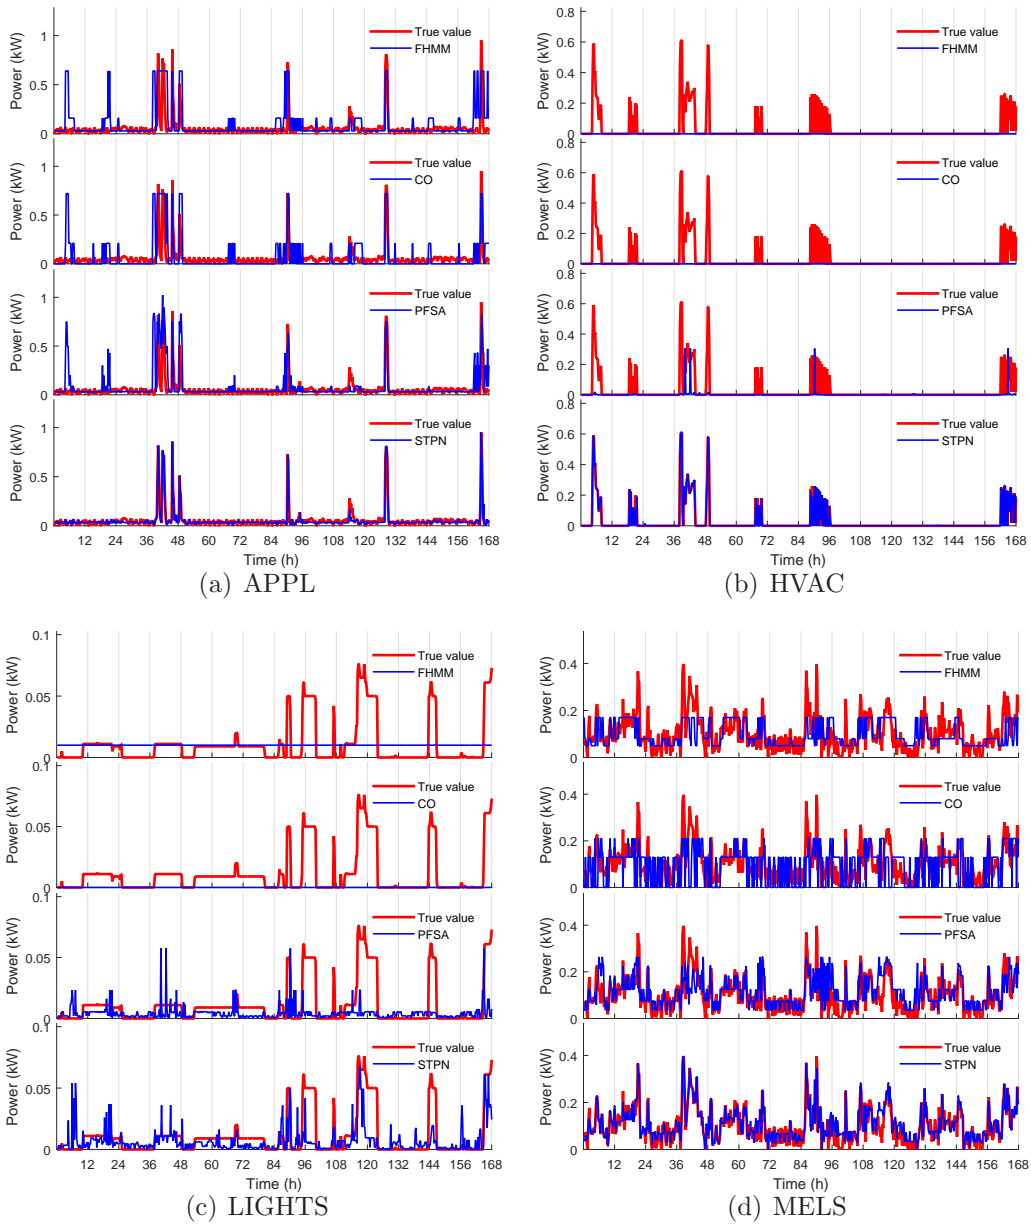 Power (kW)
1
0.5
0
True value
FHMM
Power (kW)
1
0.5
0
True value
CO
Power (kW)
1
0.5
0
True value
PFSA
Power (kW)
1
0.5
0
True value
STPN
12 24 36 48 60 72 84 96 108 120 132 144 156 168
Time (h)
(a) APPL
Power (kW)
0.8
0.6
0.4
0.2
0
True value
FHMM
Power (kW)
0.8
0.6
0.4
0.2
0
True value
CO
Power (kW)
0.8
0.6
0.4
0.2
0
True value
PFSA
Power (kW)
0.8
0.6
0.4
0.2
0
True value
STPN
12 24 36 48 60 72 84 96 108 120 132 144 156 168
Time (h)
(b) HVAC
Power (kW)
0.1
0.05
0
True value
FHMM
Power (kW)
0.1
0.05
0
True value
CO
Power (kW)
0.1
0.05
0
True value
PFSA
Power (kW)
0.1
0.05
0
True value
STPN
12 24 36 48 60 72 84 96 108 120 132 144 156 168
Time (h)
(c) LIGHTS
Power (kW)
0.4
0.2
0
True value
FHMM
Power (kW)
0.4
0.2
0
True value
CO
Power (kW)
0.4
0.2
0
True value
PFSA
Power (kW)
0.4
0.2
0
True value
STPN
12 24 36 48 60 72 84 96 108 120 132 144 156 168
Time (h)
(d) MELS